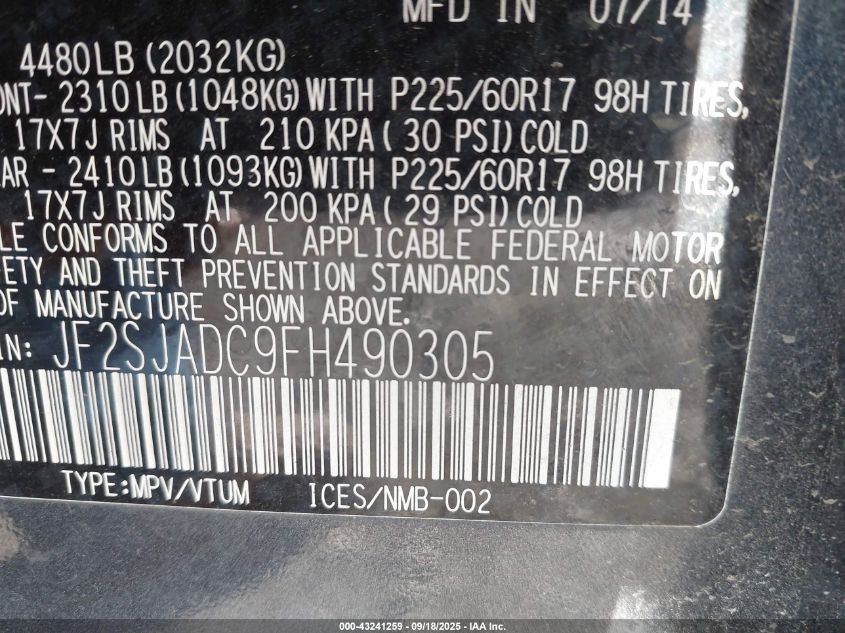 MFD IN 07/14
4480LB (2032KG)
ONT- 2310LB (1048KG) WITH P225/60R17 98H TIRES,
17X7J RIMS AT 210 KPA ( 30 PSI) COLD
EAR - 2410LB (1093KG) WITH P225/60R17 98H TIRES,
17X7J RIMS AT 200 KPA ( 29 PSI) COLD
LE CONFORMS TO ALL APPLICABLE FEDERAL MOTOR
FETY AND THEFT PREVENTION STANDARDS IN EFFECT ON
OF MANUFACTURE SHOWN ABOVE.
IN: JF2SJADC9FH490305
TYPE:MPV/VTUM ICES/NMB-002
000-43241259 - 09/18/2025 - IAA Inc.